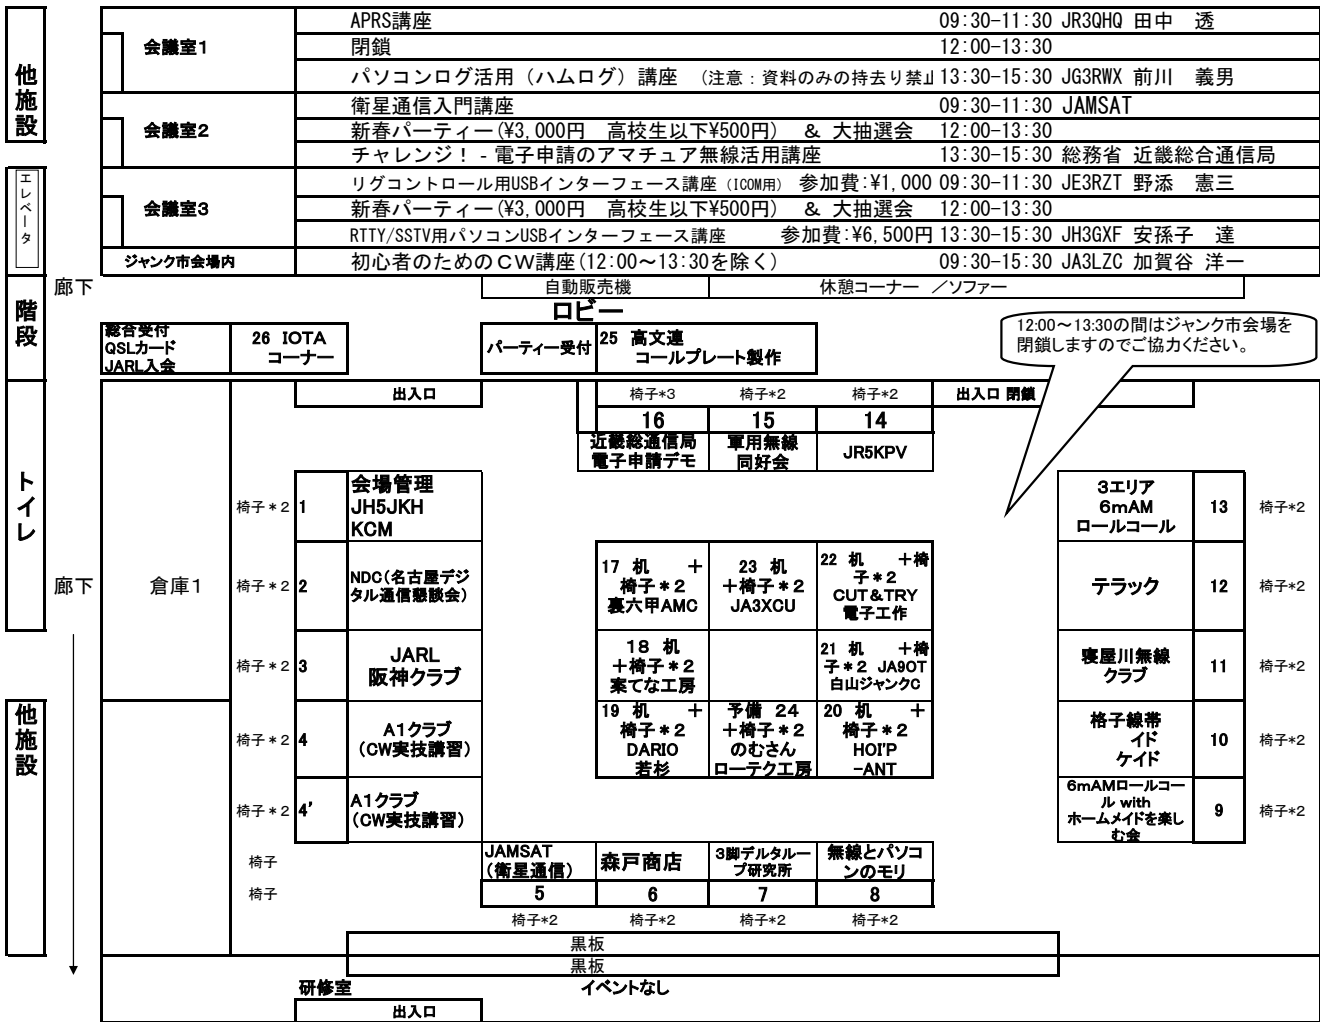 他施設
エレベータ
階段
トイレ
他施設
廊下
廊下
会議室1
APRS講座 09:30-11:30 JR3QHQ 田中 透
閉鎖 12:00-13:30
パソコンログ活用（ハムログ）講座 （注意：資料のみの持去り禁止 13:30-15:30 JG3RWX 前川 義男
会議室2
衛星通信入門講座 09:30-11:30 JAMSAT
新春パーティー(¥3,000円 高校生以下¥500円) & 大抽選会 12:00-13:30
チャレンジ！ - 電子申請のアマチュア無線活用講座 13:30-15:30 総務省 近畿総合通信局
会議室3
リグコントロール用USBインターフェース講座（ICOM用） 参加費:¥1,000 09:30-11:30 JE3RZT 野添 憲三
新春パーティー(¥3,000円 高校生以下¥500円) & 大抽選会 12:00-13:30
RTTY/SSTV用パソコンUSBインターフェース講座 参加費:¥6,500円 13:30-15:30 JH3GXF 安孫子 達
ジャンク市会場内 初心者のためのCW講座(12:00～13:30を除く) 09:30-15:30 JA3LZC 加賀谷 洋一
自動販売機 休憩コーナー ／ソファー
ロビー
総合受付
QSLカード
JARL入会
26 IOTA
コーナー
パーティー受付
25 高文連
コールプレート製作
12:00～13:30の間はジャンク市会場を
閉鎖しますのでご協力ください。
出入口
椅子*3 椅子*2 椅子*2
出入口 閉鎖
16 15 14
近畿総通信局
電子申請デモ
軍用無線
同好会
JR5KPV
倉庫1
椅子＊2 1
会場管理
JH5JKH
KCM
3エリア
6mAM
ロールコール
13 椅子*2
椅子＊2 2
NDC(名古屋デジ
タル通信懇談会)
17 机 ＋
椅子＊2
裏六甲AMC
23 机
＋椅子＊2
JA3XCU
22 机 ＋椅
子＊2
CUT&TRY
電子工作
テラック 12 椅子*2
椅子＊2 3
JARL
阪神クラブ
18 机
＋椅子＊2
案てな工房
21 机 ＋椅
子＊2 JA9OT
白山ジャンクC
寝屋川無線
クラブ
11 椅子*2
椅子＊2 4
A1クラブ
（CW実技講習）
19 机 ＋
椅子＊2
DARIO
若杉
予備 24
＋椅子＊2
のむさん
ローテク工房
20 机 ＋
椅子＊2
HOI'P
-ANT
格子線帯
イド
ケイド
10 椅子*2
椅子＊2 4'
A1クラブ
（CW実技講習）
6mAMロールコー
ル with
ホームメイドを楽し
む会
9 椅子*2
椅子
椅子
JAMSAT
（衛星通信）
森戸商店
3脚デルタルー
プ研究所
無線とパソコ
ンのモリ
5 6 7 8
椅子*2 椅子*2 椅子*2 椅子*2
黒板
黒板
研修室 イベントなし
出入口